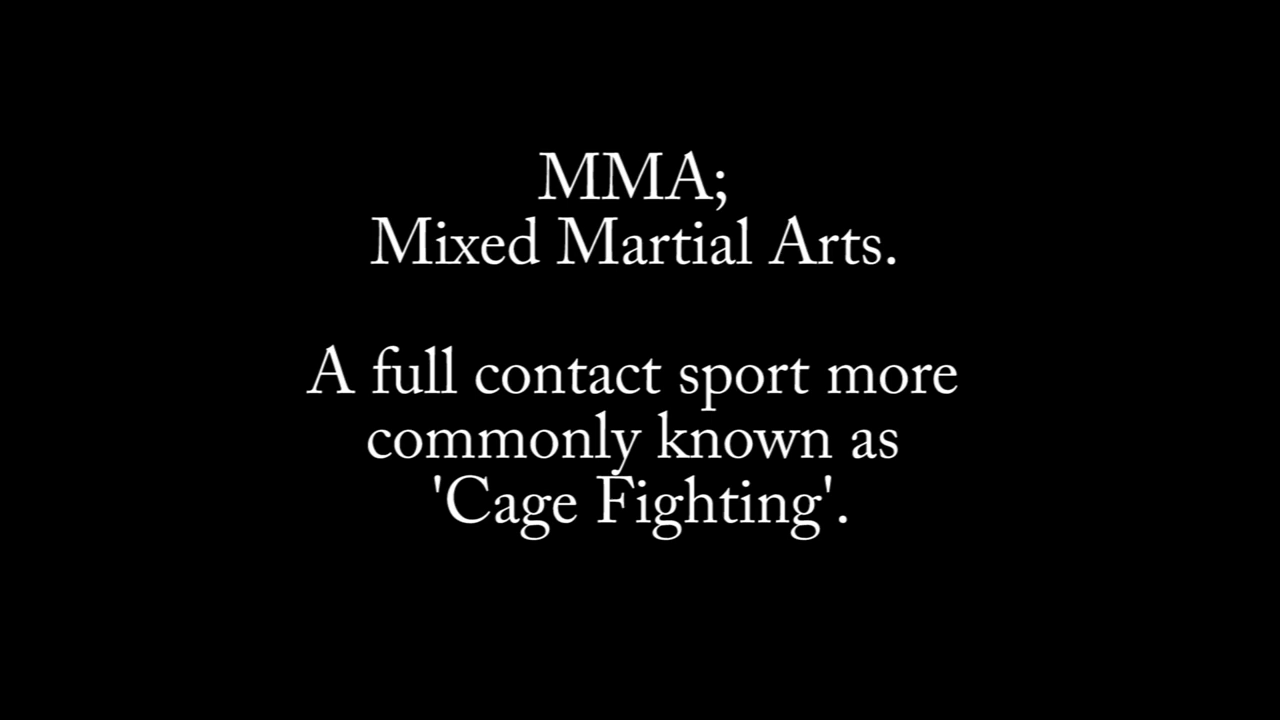 MMA;
Mixed Martial Arts.
A full contact sport more
commonly known as
'Cage Fighting'.